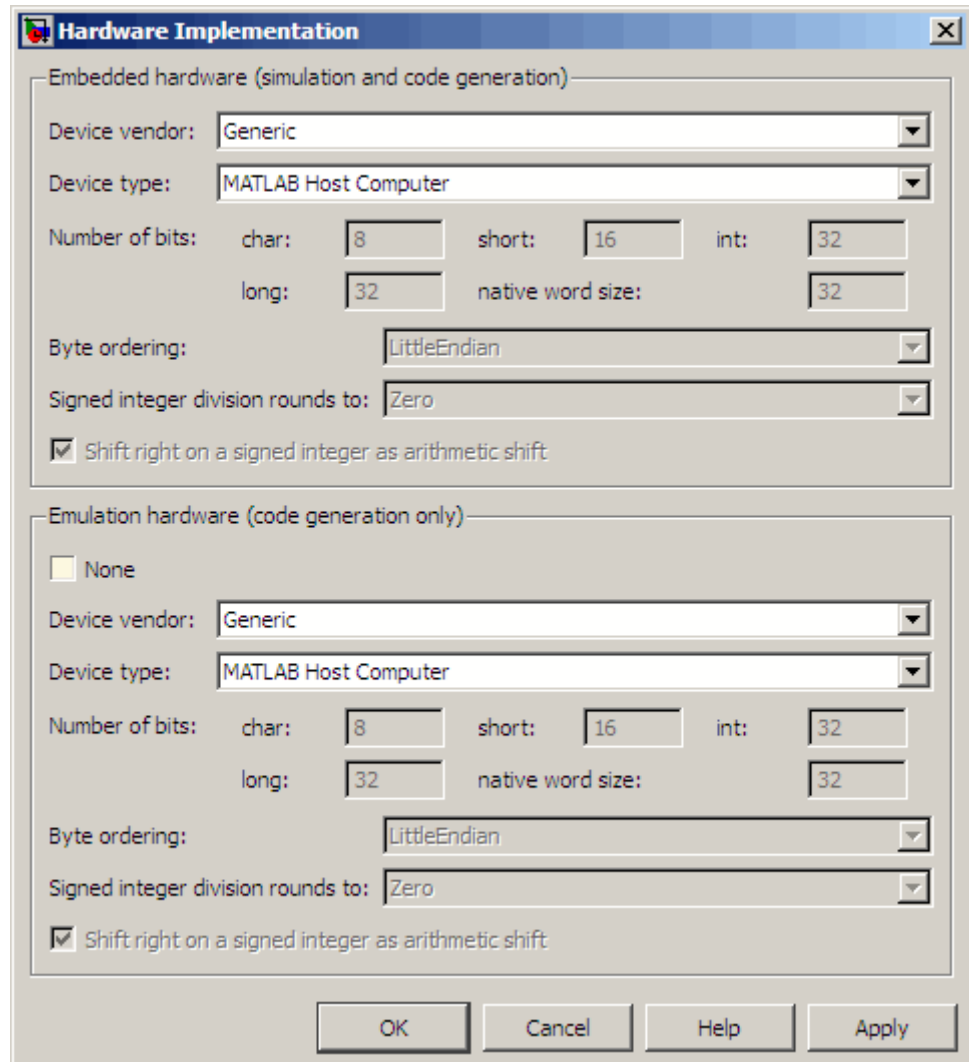 Hardware Implementation
Embedded hardware (simulation and code generation)
Device vendor: Generic
Device type: MATLAB Host Computer
Number of bits: char: 8 short: 16 int: 32
long: 32 native word size: 32
Byte ordering: LittleEndian
Signed integer division rounds to: Zero
Shift right on a signed integer as arithmetic shift
Emulation hardware (code generation only)
None
Device vendor: Generic
Device type: MATLAB Host Computer
Number of bits: char: 8 short: 16 int: 32
long: 32 native word size: 32
Byte ordering: LittleEndian
Signed integer division rounds to: Zero
Shift right on a signed integer as arithmetic shift
OK Cancel Help Apply